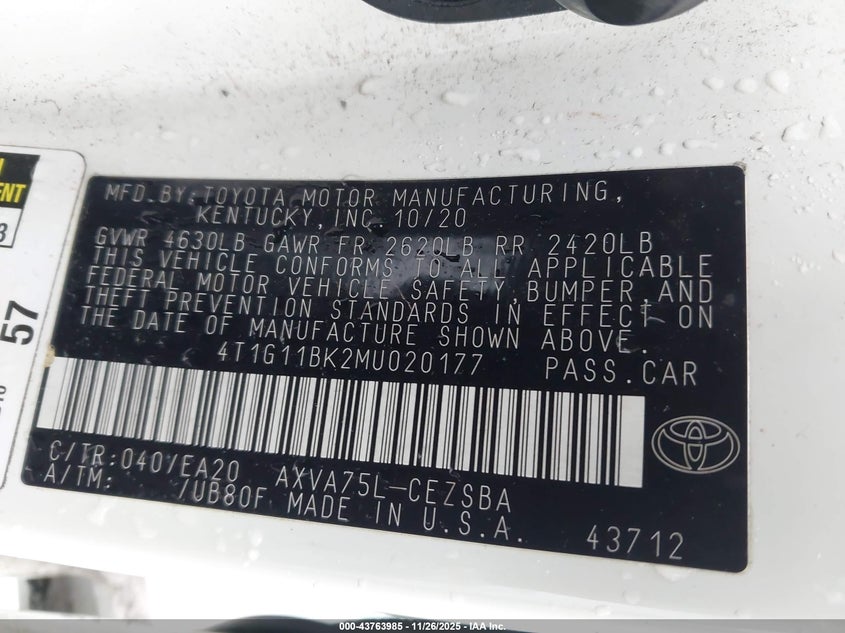 MFD.BY:TOYOTA MOTOR MANUFACTURING,
KENTUCKY, INC 10/20
GVWR 4630LB GAWR FR 2620LB RR 2420LB
THIS VEHICLE CONFORMS TO ALL APPLICABLE
FEDERAL MOTOR VEHICLE SAFETY, BUMPER, AND
THEFT PREVENTION STANDARDS IN EFFECT ON
THE DATE OF MANUFACTURE SHOWN ABOVE.
4T1G11BK2MU020177 PASS.CAR
C/TR:040/EA20 AXVA75L-CEZSBA
A/TM: /UB80F MADE IN U.S.A.
43712
57
000-43763985 - 11/26/2025 - IAA Inc.